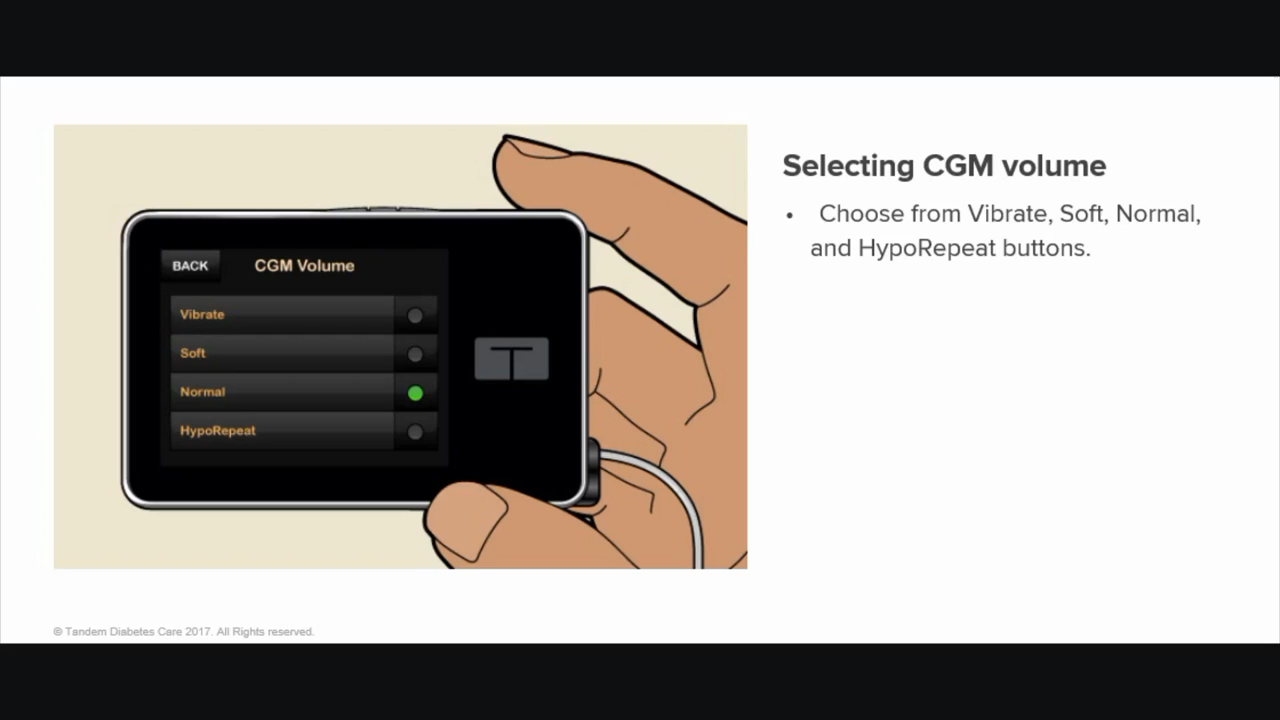 BACK
CGM Volume
Vibrate
Soft
Normal
HypoRepeat
Selecting CGM volume
• Choose from Vibrate, Soft, Normal,
and HypoRepeat buttons.
© Tandem Diabetes Care 2017. All Rights reserved.